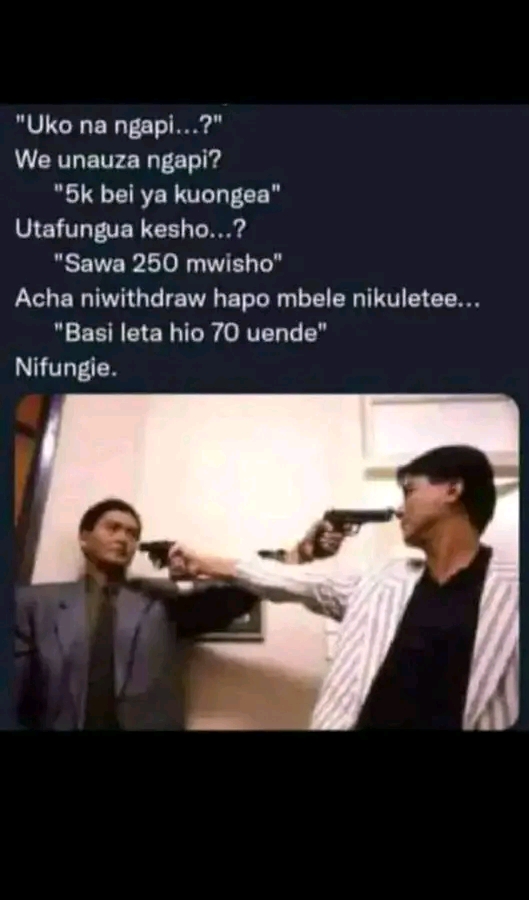 "Uko na ngapi...?"
We unauza ngapi?
"5k bei ya kuongea"
Utafungua kesho...?
"Sawa 250 mwisho"
Acha niwithdraw hapo mbele nikuletee...
"Basi leta hio 70 uende"
Nifungie.